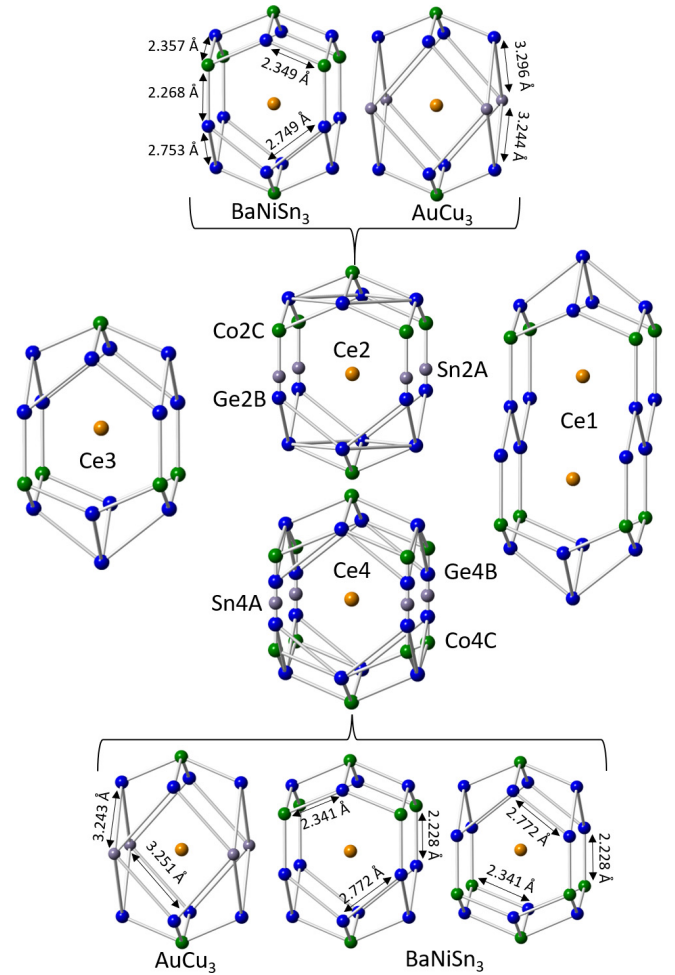 2.357 Å
2.268 Å
2.753 Å
2.349 Å
2.749 Å
3.296 Å
3.244 Å
BaNiSn₃
AuCu₃
Co2C
Ce2
Sn2A
Ge2B
Ce3
Ce1
Ce4
Ge4B
Sn4A
Co4C
3.243 Å
3.251 Å
2.341 Å
2.228 Å
2.772 Å
2.772 Å
2.228 Å
2.341 Å
AuCu₃
BaNiSn₃